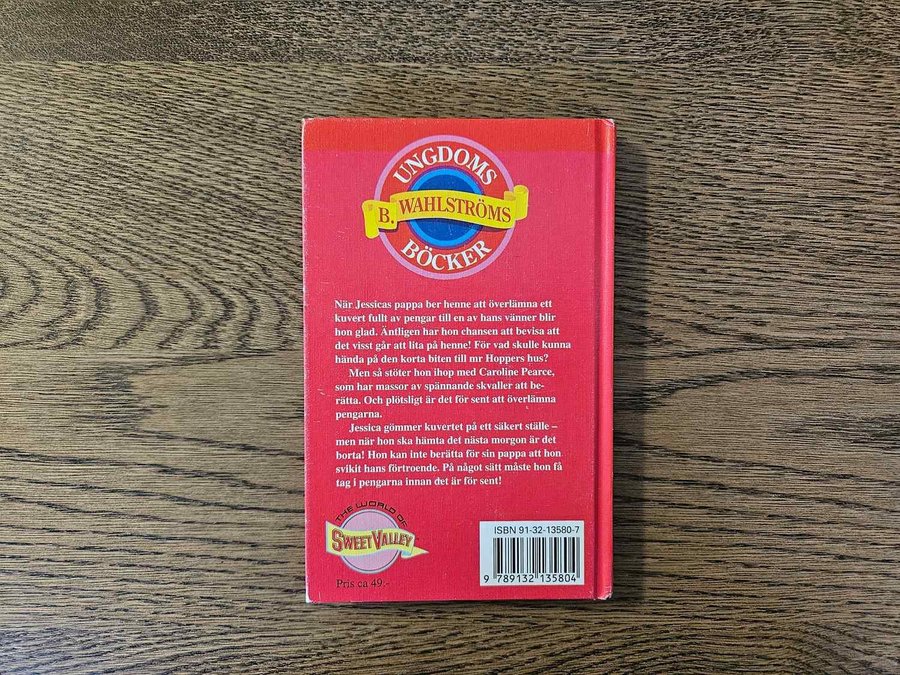 UNGDOMS
B. WAHLSTRÖMS
BÖCKER
När Jessicas pappa ber henne att överlämna ett
kuvert fullt av pengar till en av hans vänner blir
hon glad. Äntligen har hon chansen att bevisa att
det visst går att lita på henne! För vad skulle kunna
hända på den korta biten till mr Hoppers hus?
Men så stöter hon ihop med Caroline Pearce,
som har massor av spännande skvaller att be-
rätta. Och plötsligt är det för sent att överlämna
pengarna.
Jessica gömmer kuvertet på ett säkert ställe –
men när hon ska hämta det nästa morgon är det
borta! Hon kan inte berätta för sin pappa att hon
svikit hans förtroende. På något sätt måste hon få
tag i pengarna innan det är för sent!
THE WORLD OF
SWEET VALLEY
Pris ca 49:-
ISBN 91-32-13580-7
9 789132 135804